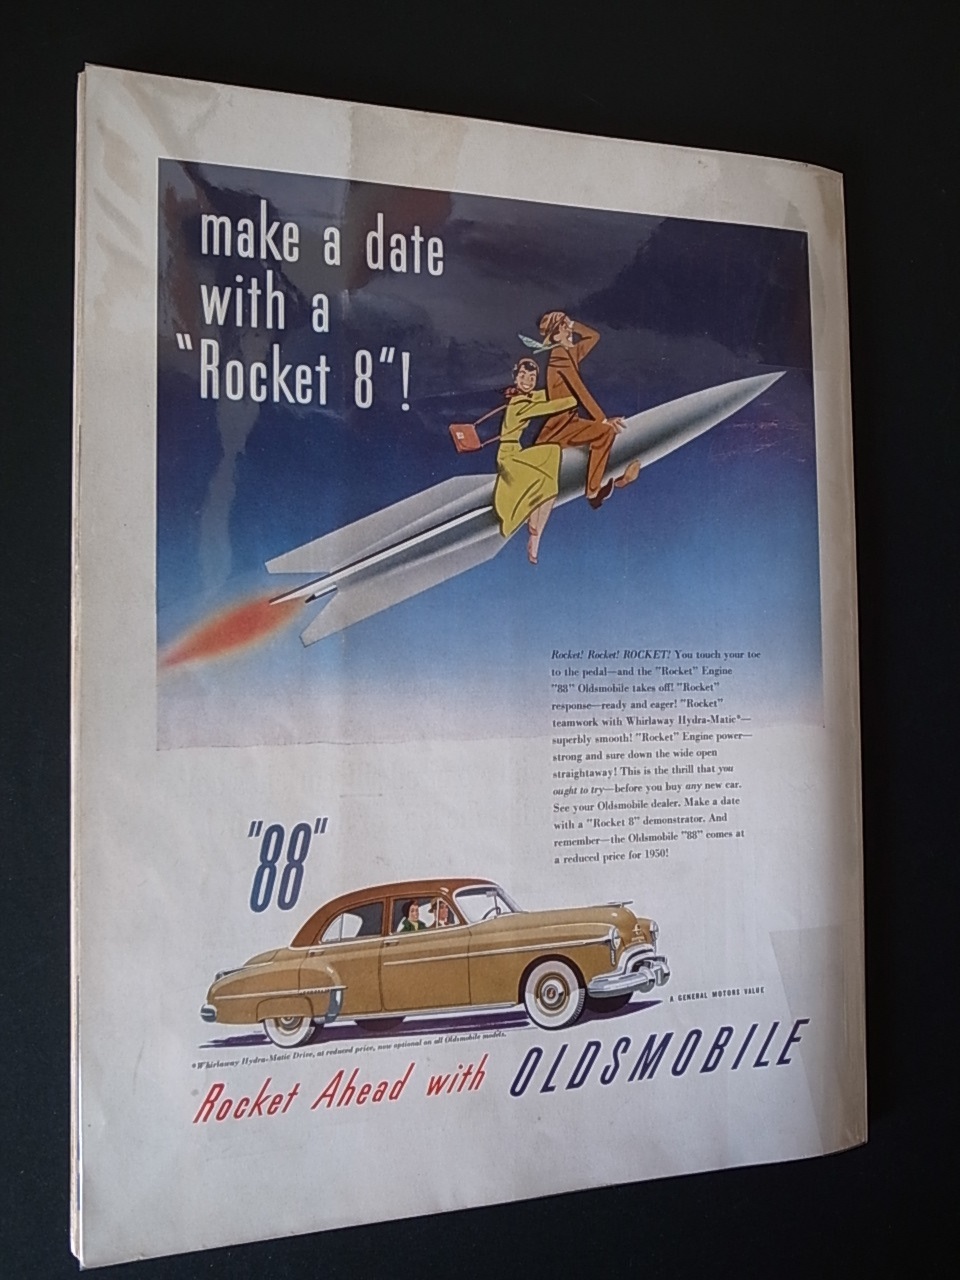 make a date
with a
"Rocket 8"!
Rocket! Rocket! ROCKET! You touch your toe
to the pedal—and the "Rocket" Engine
"88" Oldsmobile takes off! "Rocket"
response—ready and eager! "Rocket"
teamwork with Whirlaway Hydra-Matic*—
superbly smooth! "Rocket" Engine power—
strong and sure down the wide open
straightaway! This is the thrill that you
ought to try—before you buy any new car.
See your Oldsmobile dealer. Make a date
with a "Rocket 8" demonstrator. And
remember—the Oldsmobile "88" comes at
a reduced price for 1950!
"88"
A GENERAL MOTORS VALUE
*Whirlaway Hydra-Matic Drive, at reduced price, now optional on all Oldsmobile models.
Rocket Ahead with OLDSMOBILE